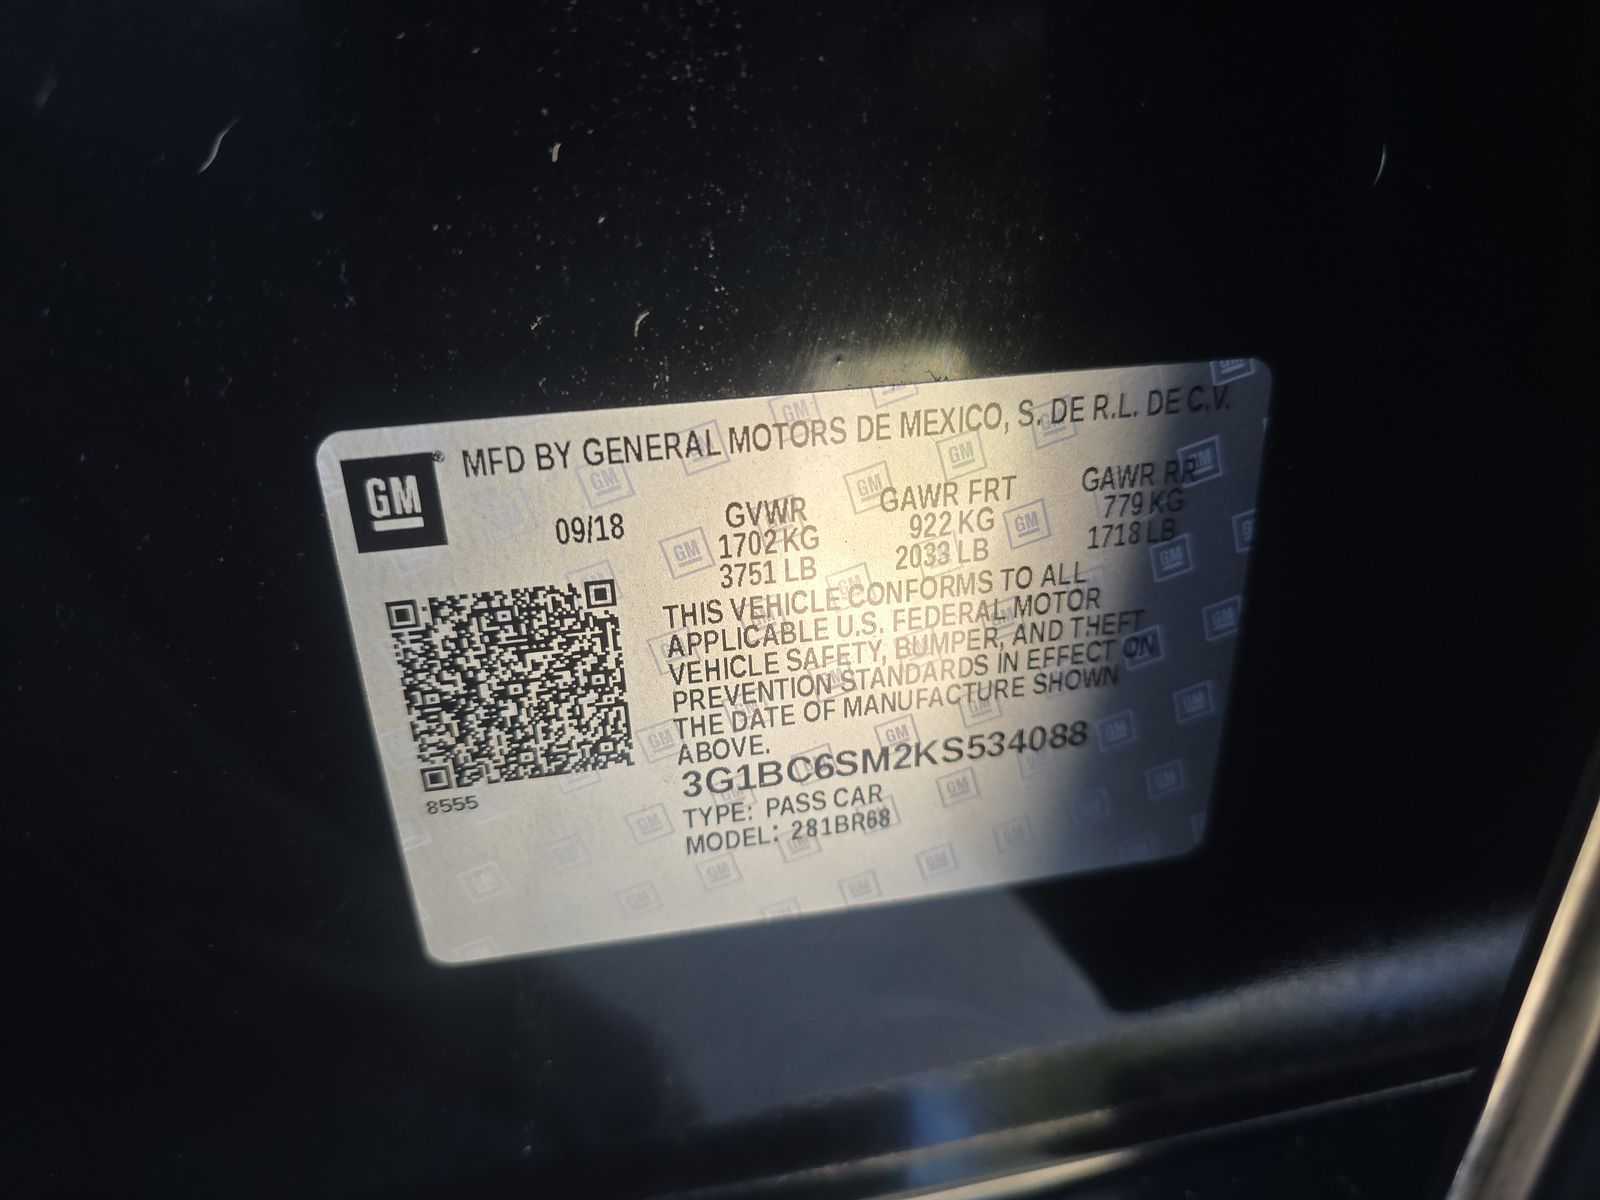 GM® MFD BY GENERAL MOTORS DE MEXICO, S. DE R.L. DE C.V.
09/18 GVWR GAWR FRT GAWR RR
1702 KG 922 KG 779 KG
3751 LB 2033 LB 1718 LB
THIS VEHICLE CONFORMS TO ALL
APPLICABLE U.S. FEDERAL MOTOR
VEHICLE SAFETY, BUMPER, AND THEFT
PREVENTION STANDARDS IN EFFECT ON
THE DATE OF MANUFACTURE SHOWN
ABOVE.
3G1BC6SM2KS534088
8555
TYPE: PASS CAR
MODEL: 281BR68